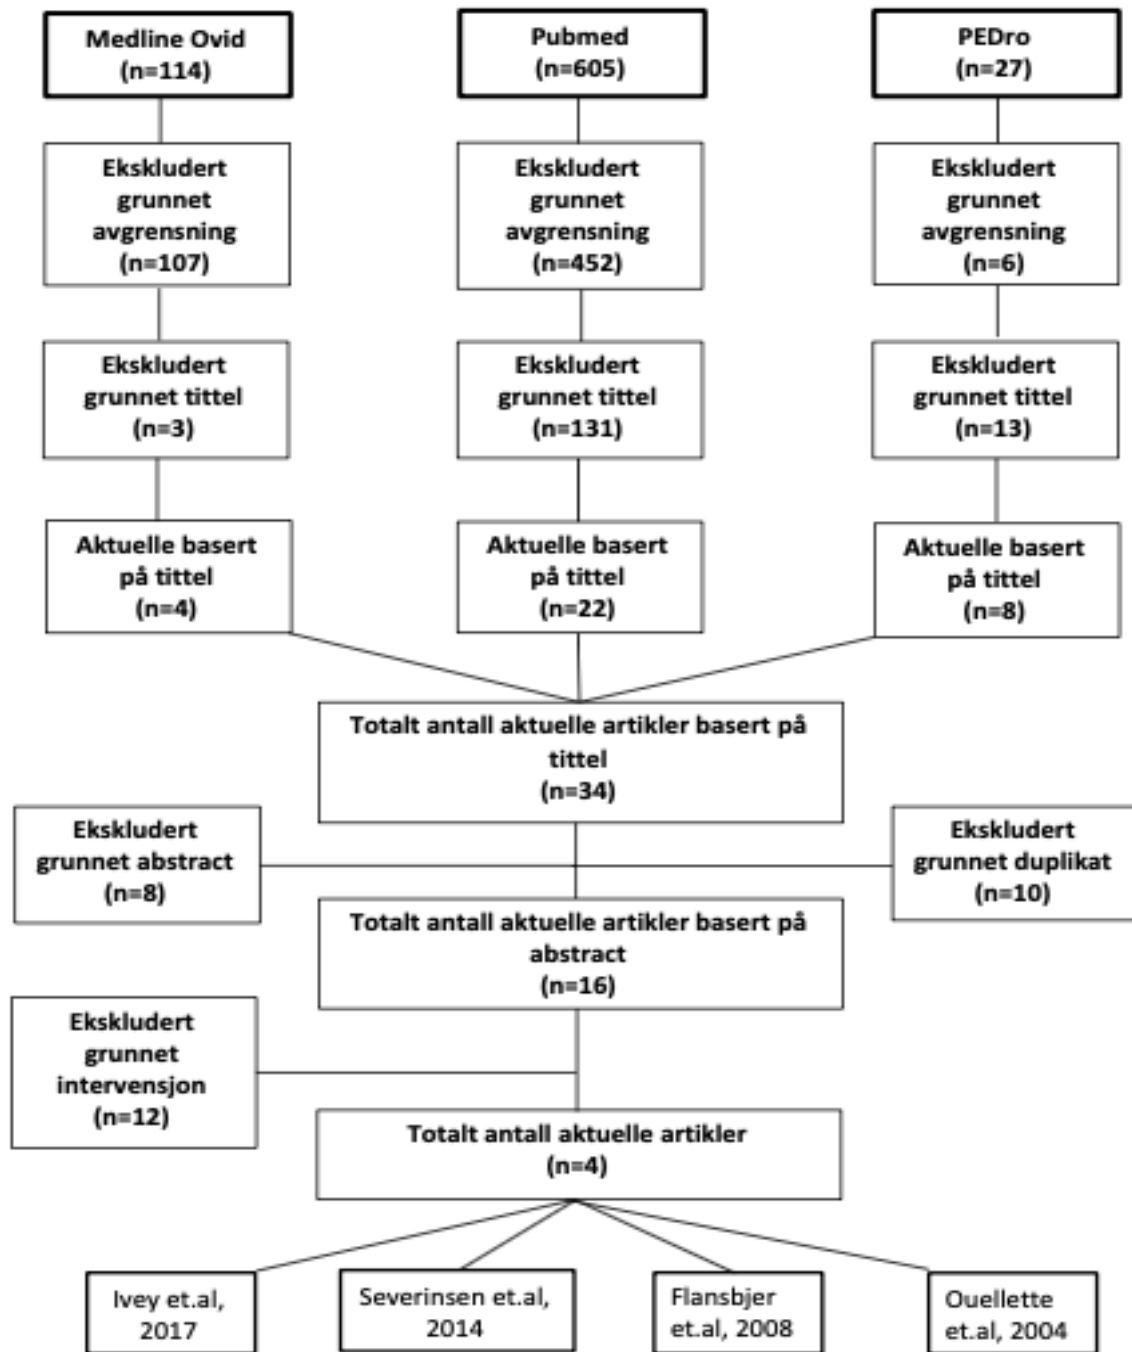 Medline Ovid
(n=114)
Pubmed
(n=605)
PEDro
(n=27)
Ekskludert
grunnet
avgrensning
(n=107)
Ekskludert
grunnet
avgrensning
(n=452)
Ekskludert
grunnet
avgrensning
(n=6)
Ekskludert
grunnet tittel
(n=3)
Ekskludert
grunnet tittel
(n=131)
Ekskludert
grunnet tittel
(n=13)
Aktuelle basert
på tittel
(n=4)
Aktuelle basert
på tittel
(n=22)
Aktuelle basert
på tittel
(n=8)
Totalt antall aktuelle artikler basert på
tittel
(n=34)
Ekskludert
grunnet abstract
(n=8)
Ekskludert
grunnet duplikat
(n=10)
Totalt antall aktuelle artikler basert på
abstract
(n=16)
Ekskludert
grunnet
intervensjon
(n=12)
Totalt antall aktuelle artikler
(n=4)
Ivey et.al,
2017
Severinsen et.al,
2014
Flansbjer
et.al, 2008
Ouellette
et.al, 2004